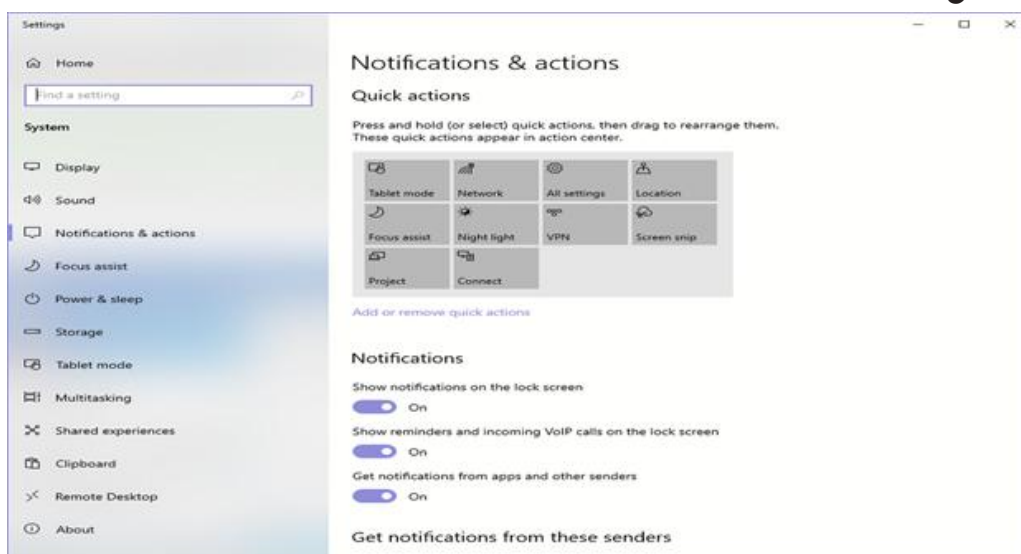 Settings
Home
Find a setting
System
Display
Sound
Notifications & actions
Focus assist
Power & sleep
Storage
Tablet mode
Multitasking
Shared experiences
Clipboard
Remote Desktop
About
Notifications & actions
Quick actions
Press and hold (or select) quick actions, then drag to rearrange them.
These quick actions appear in action center.
Tablet mode Network All settings Location
Focus assist Night light VPN Screen snip
Project Connect
Add or remove quick actions
Notifications
Show notifications on the lock screen
On
Show reminders and incoming VoIP calls on the lock screen
On
Get notifications from apps and other senders
On
Get notifications from these senders